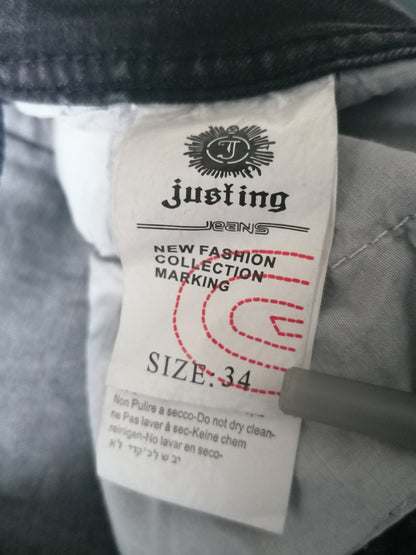 J
justing
JEANS
NEW FASHION
COLLECTION
MARKING
SIZE: 34
Non Pulire a secco-Do not dry clean-
ne Pas laver à sec-Keine chem
reinigen-No lavar en seco-